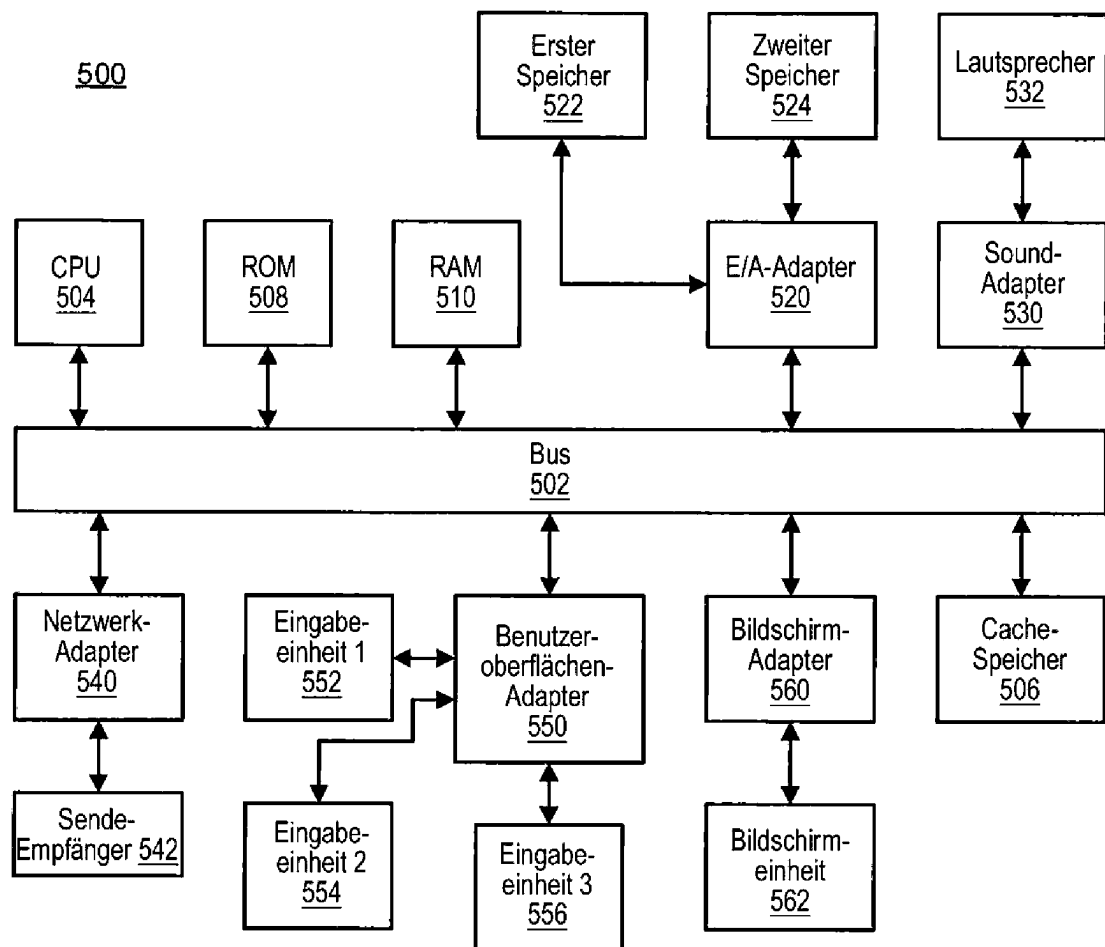 500
Erster
Speicher
522
Zweiter
Speicher
524
Lautsprecher
532
CPU
504
ROM
508
RAM
510
E/A-Adapter
520
Sound-
Adapter
530
Bus
502
Netzwerk-
Adapter
540
Eingabe-
einheit 1
552
Benutzer-
oberflächen-
Adapter
550
Bildschirm-
Adapter
560
Cache-
Speicher
506
Sende-
Empfänger 542
Eingabe-
einheit 2
554
Eingabe-
einheit 3
556
Bildschirm-
einheit
562